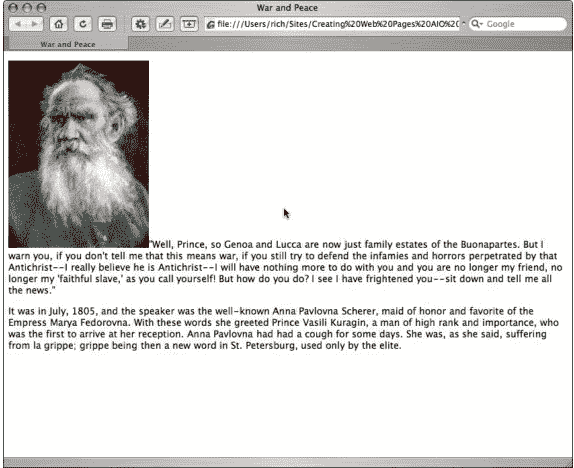 War and Peace
file:///Users/rich/Sites/Creating%20Web%20Pages%20AIO%20
Google
War and Peace
"Well, Prince, so Genoa and Lucca are now just family estates of the Buonapartes. But I
warn you, if you don't tell me that this means war, if you still try to defend the infamies and horrors perpetrated by that
Antichrist--I really believe he is Antichrist--I will have nothing more to do with you and you are no longer my friend, no
longer my 'faithful slave,' as you call yourself! But how do you do? I see I have frightened you--sit down and tell me all
the news."
It was in July, 1805, and the speaker was the well-known Anna Pavlovna Scherer, maid of honor and favorite of the
Empress Marya Fedorovna. With these words she greeted Prince Vasili Kuragin, a man of high rank and importance, who
was the first to arrive at her reception. Anna Pavlovna had had a cough for some days. She was, as she said, suffering
from la grippe; grippe being then a new word in St. Petersburg, used only by the elite.